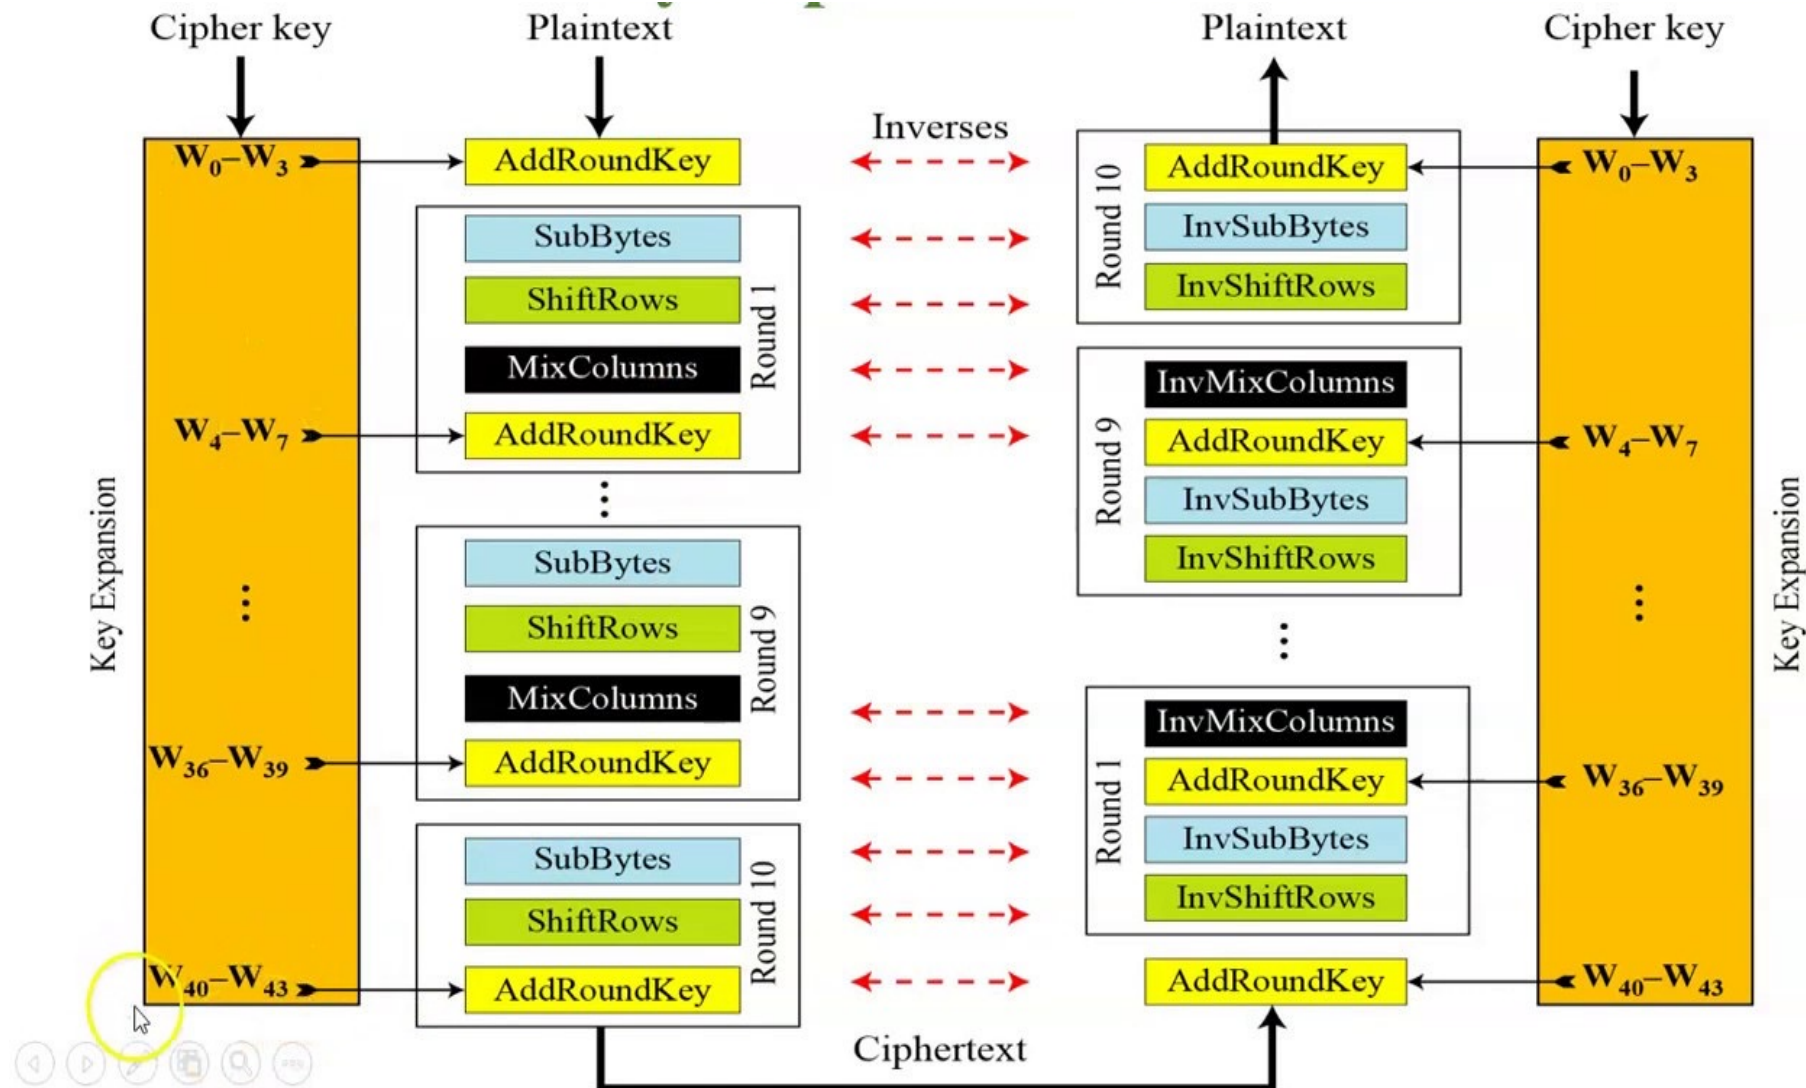 Cipher key
Plaintext
W0–W3
AddRoundKey
SubBytes
ShiftRows
MixColumns
W4–W7
AddRoundKey
Round 1
⋮
SubBytes
ShiftRows
MixColumns
W36–W39
AddRoundKey
Round 9
SubBytes
ShiftRows
W40–W43
AddRoundKey
Round 10
Key Expansion
⋮
Inverses
Ciphertext
Plaintext
Cipher key
AddRoundKey
W0–W3
InvSubBytes
InvShiftRows
Round 10
InvMixColumns
AddRoundKey
W4–W7
InvSubBytes
InvShiftRows
Round 9
⋮
InvMixColumns
AddRoundKey
W36–W39
InvSubBytes
InvShiftRows
Round 1
AddRoundKey
W40–W43
Key Expansion
⋮